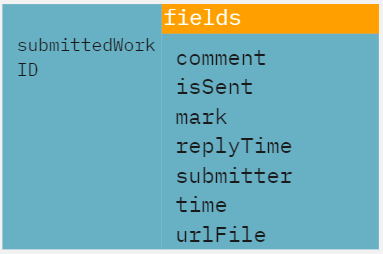 fields
submittedWork
ID
comment
isSent
mark
replyTime
submitter
time
urlFile